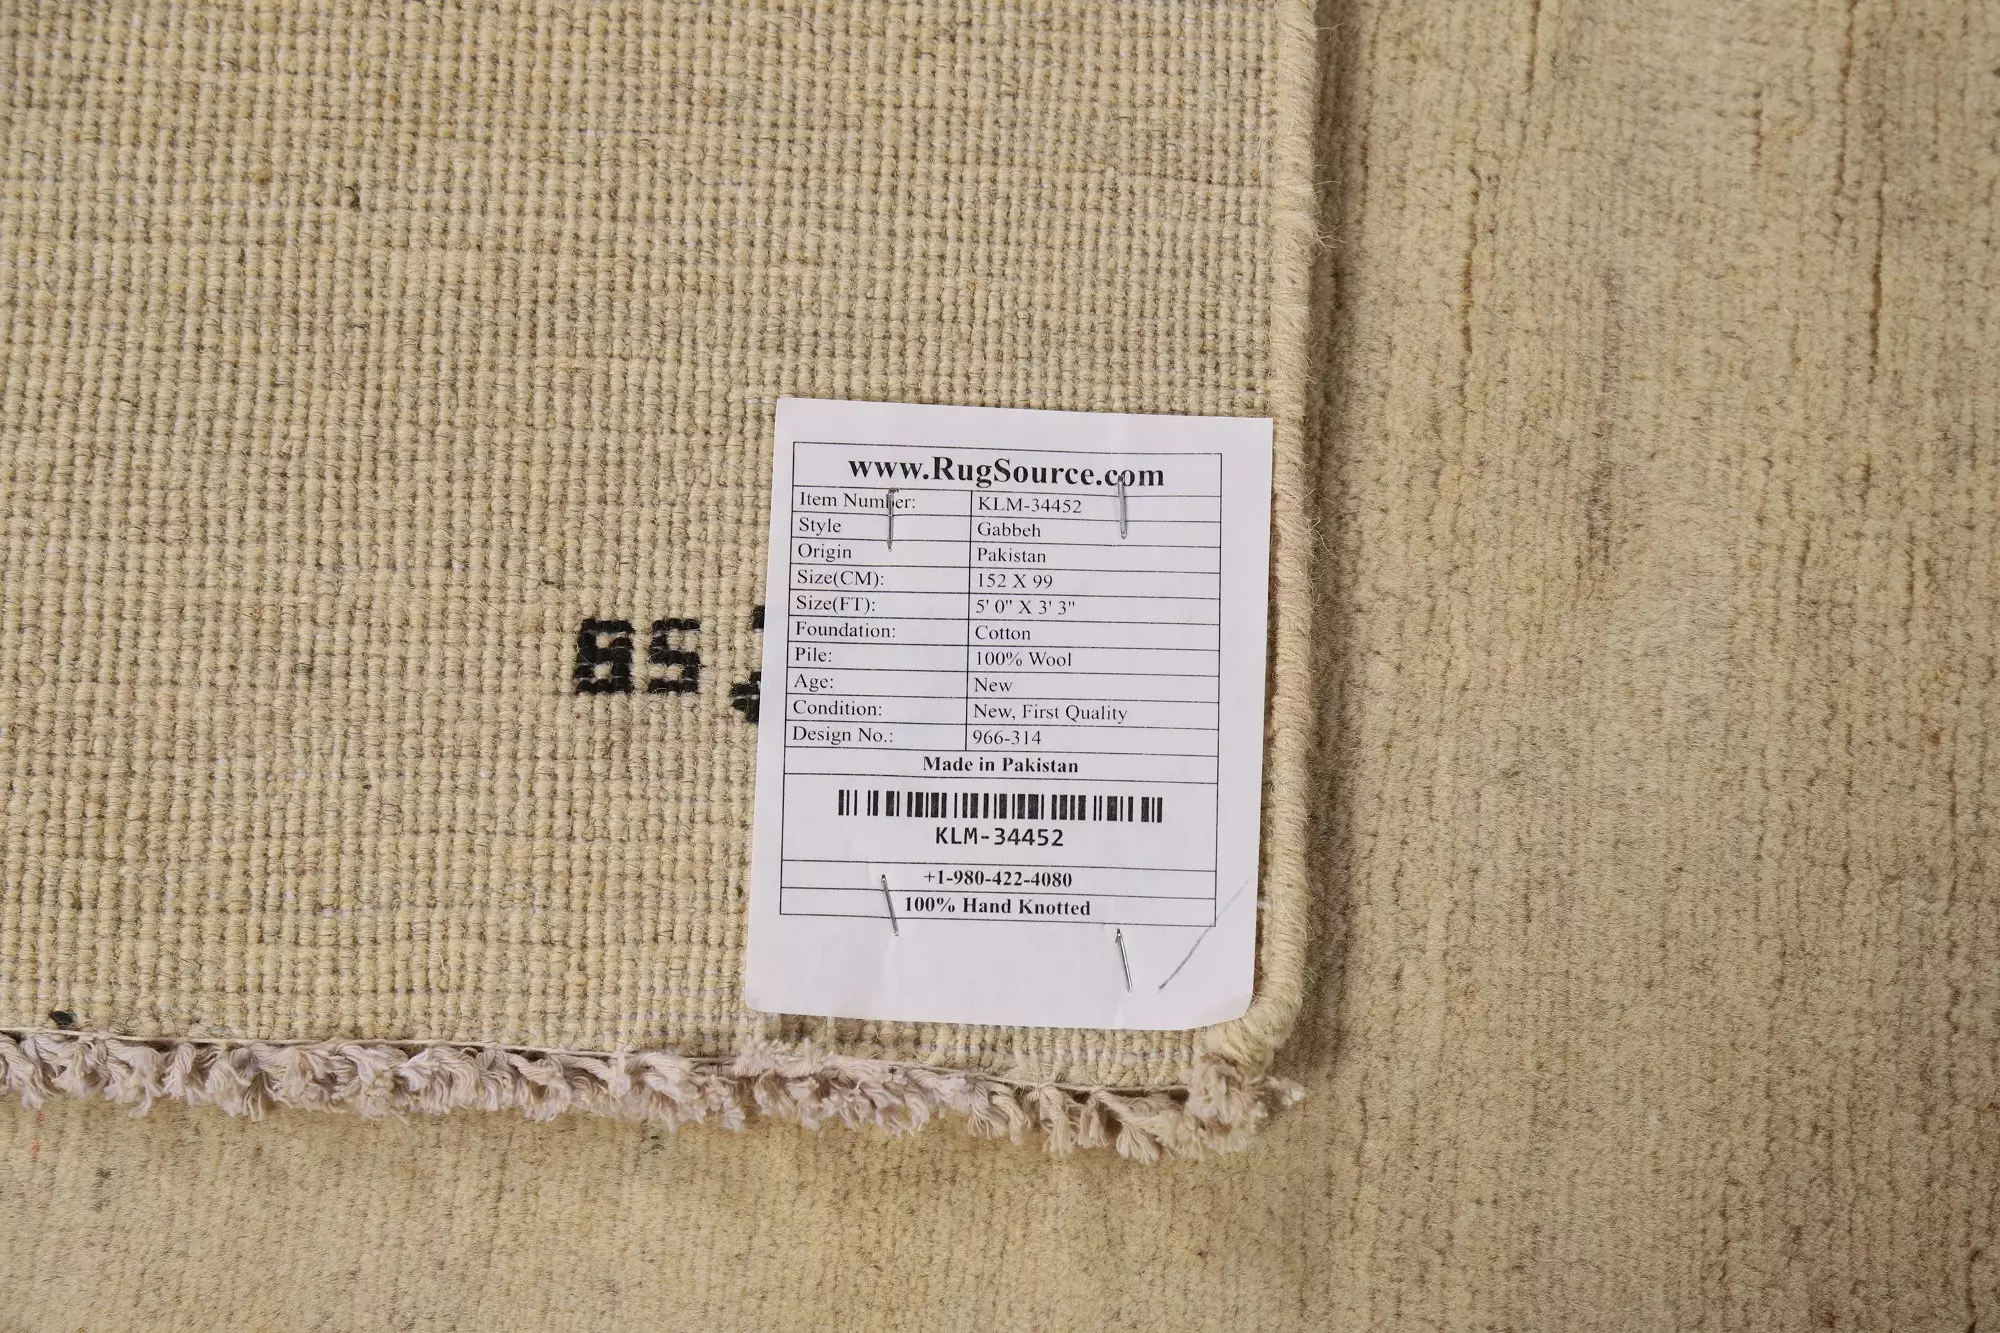 www.RugSource.com
Item Number: KLM-34452
Style Gabbeh
Origin Pakistan
Size(CM): 152 X 99
Size(FT): 5' 0" X 3' 3"
Foundation: Cotton
Pile: 100% Wool
Age: New
Condition: New, First Quality
Design No.: 966-314
Made in Pakistan
KLM-34452
+1-980-422-4080
100% Hand Knotted